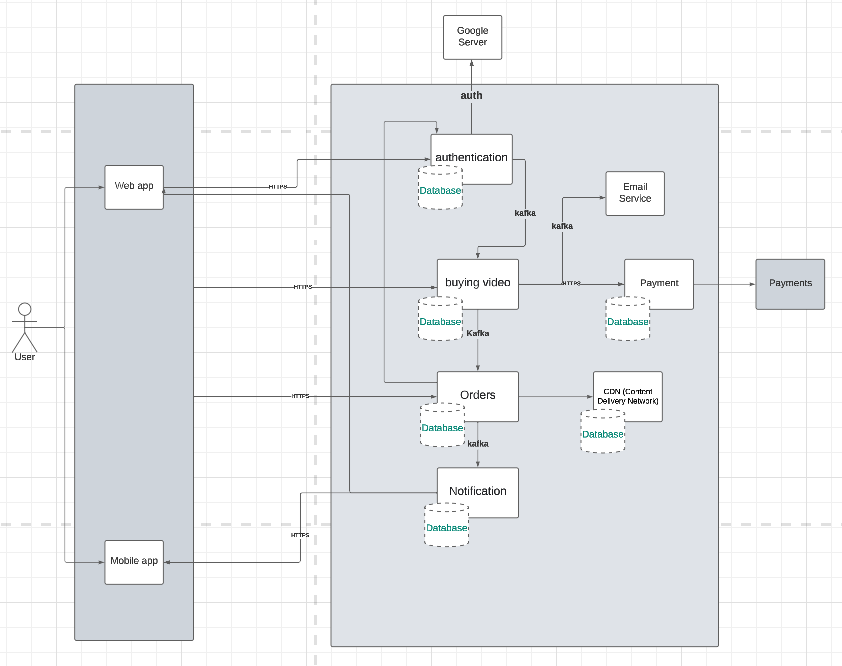 Google
Server
auth
authentication
Database
Web app
HTTPS
Email
Service
kafka
kafka
buying video
HTTPS
HTTPS
Payment
Payments
Database
Database
User
Kafka
Orders
HTTPS
CDN (Content
Delivery Network)
Database
Database
kafka
Notification
Database
HTTPS
Mobile app